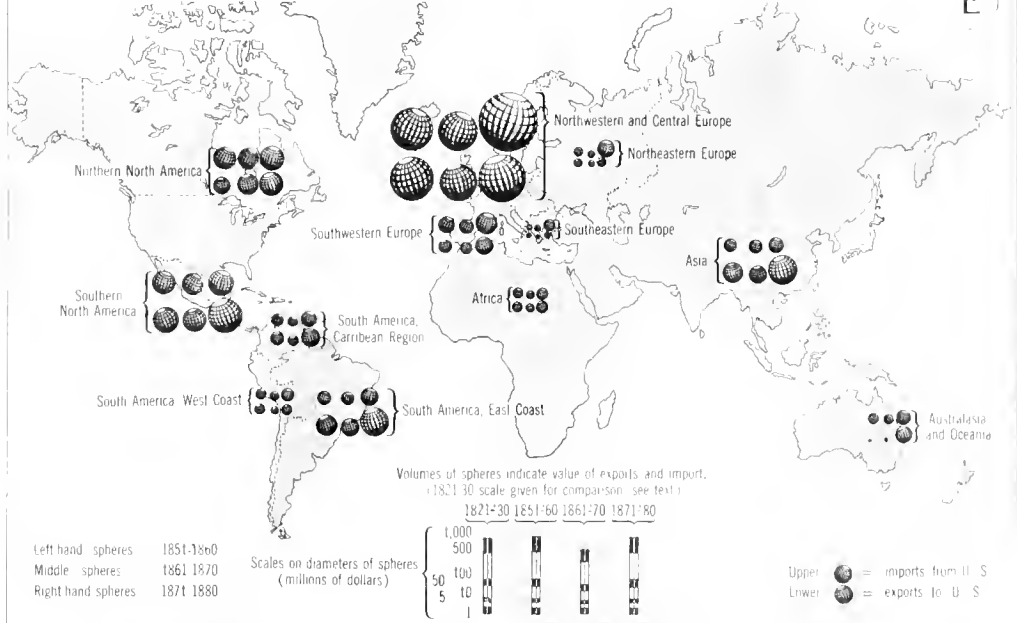 Northwestern and Central Europe
Northeastern Europe
Northern North America
Southwestern Europe
Southeastern Europe
Asia
Africa
Southern
North America
South America,
Carribean Region
South America West Coast
South America, East Coast
Australasia
and Oceania
Volumes of spheres indicate value of exports and import.
(1821-30 scale given for comparison see text)
1821-30 1851-60 1861-70 1871-80
Left hand spheres 1851-1860
Middle spheres 1861 1870
Right hand spheres 1871 1880
Scales on diameters of spheres
(millions of dollars)
1,000
500
100
50
10
5
1
Upper = imports from U S
Lower = exports to U S